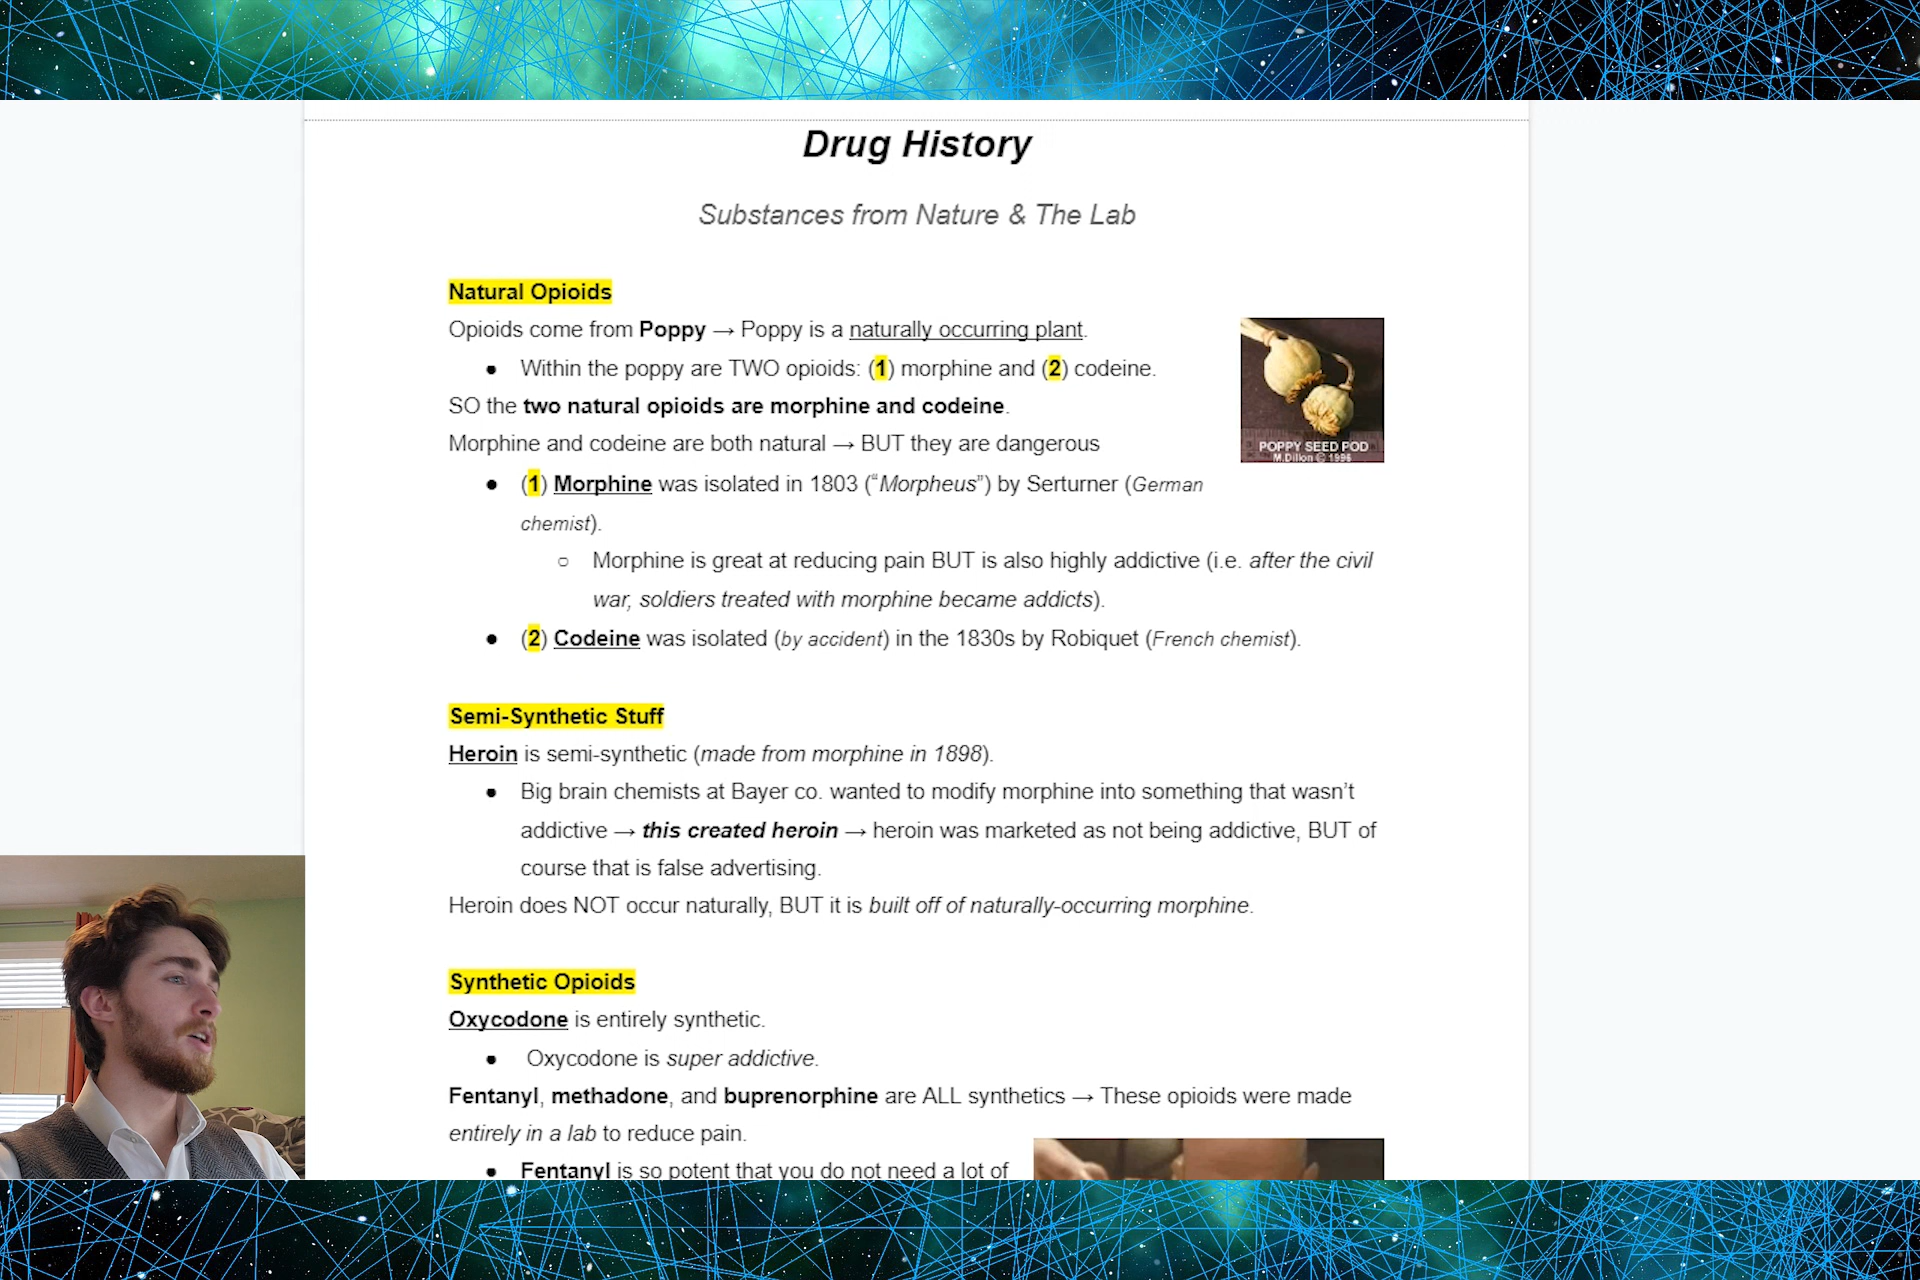 Drug History
Substances from Nature & The Lab
Natural Opioids
Opioids come from Poppy → Poppy is a naturally occurring plant.
● Within the poppy are TWO opioids: (1) morphine and (2) codeine.
SO the two natural opioids are morphine and codeine.
Morphine and codeine are both natural → BUT they are dangerous
POPPY SEED POD
M.Dillon © 1996
● (1) Morphine was isolated in 1803 (“Morpheus”) by Serturner (German
chemist).
○ Morphine is great at reducing pain BUT is also highly addictive (i.e. after the civil
war, soldiers treated with morphine became addicts).
● (2) Codeine was isolated (by accident) in the 1830s by Robiquet (French chemist).
Semi-Synthetic Stuff
Heroin is semi-synthetic (made from morphine in 1898).
● Big brain chemists at Bayer co. wanted to modify morphine into something that wasn’t
addictive → this created heroin → heroin was marketed as not being addictive, BUT of
course that is false advertising.
Heroin does NOT occur naturally, BUT it is built off of naturally-occurring morphine.
Synthetic Opioids
Oxycodone is entirely synthetic.
● Oxycodone is super addictive.
Fentanyl, methadone, and buprenorphine are ALL synthetics → These opioids were made
entirely in a lab to reduce pain.
● Fentanyl is so potent that you do not need a lot of